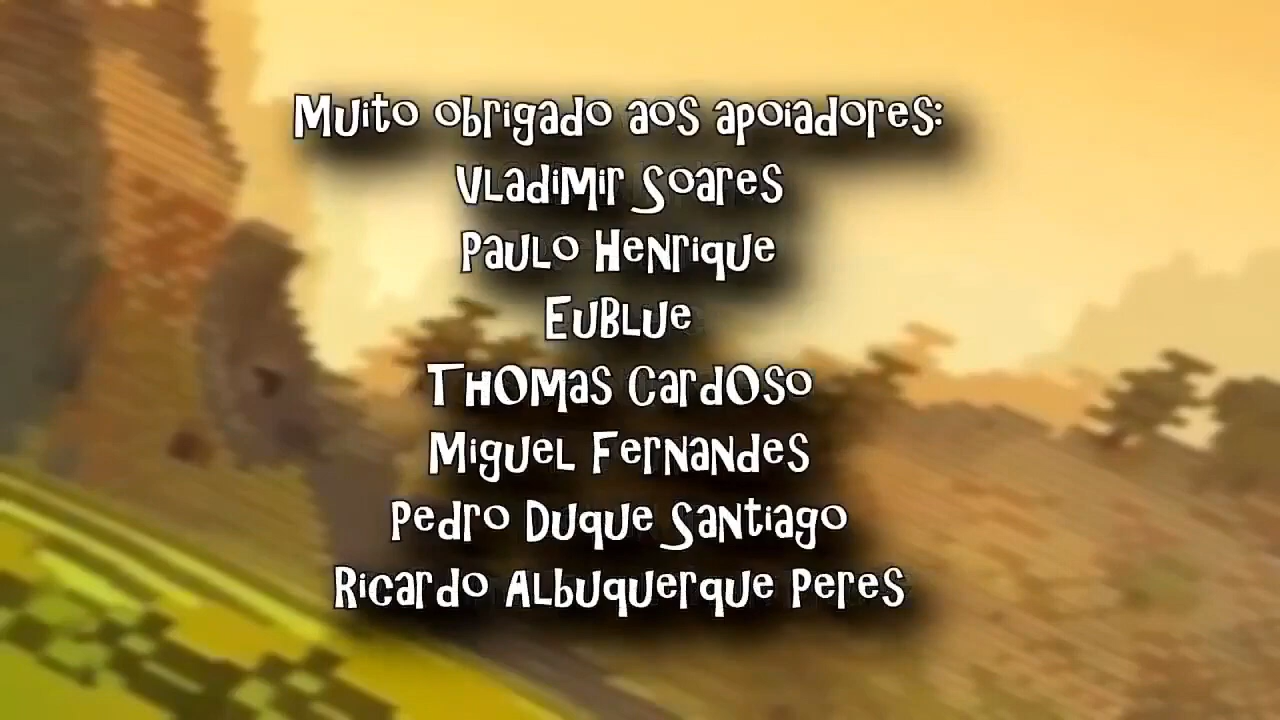 Muito obrigado aos apoiadores:
Vladimir Soares
Paulo Henrique
EuBlue
Thomas Cardoso
Miguel Fernandes
Pedro Duque Santiago
Ricardo Albuquerque Peres